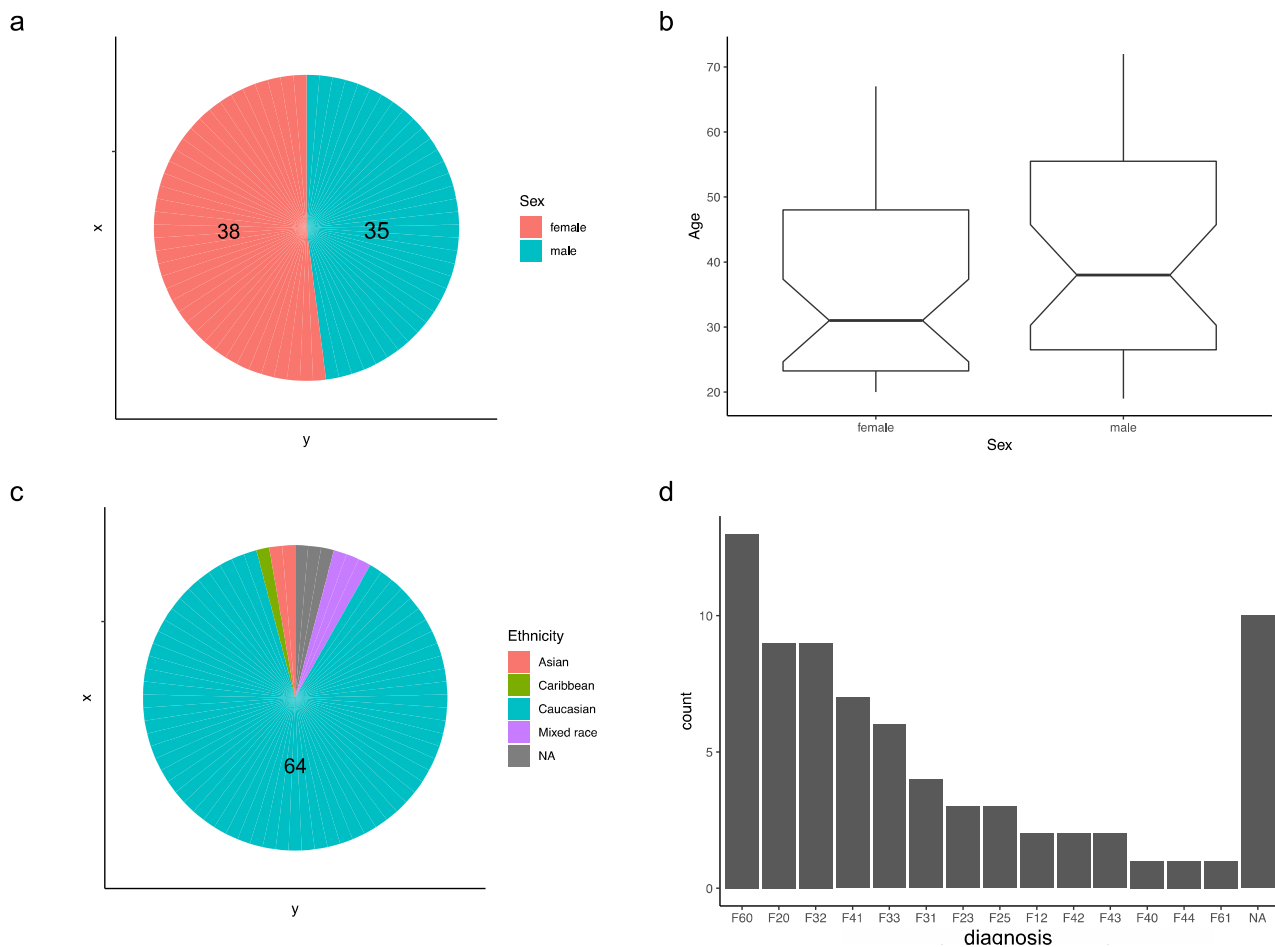 a
x
38
35
y
Sex
female
male
b
Age
70
60
50
40
30
20
female
male
Sex
c
x
64
y
Ethnicity
Asian
Caribbean
Caucasian
Mixed race
NA
d
count
10
5
0
F60 F20 F32 F41 F33 F31 F23 F25 F12 F42 F43 F40 F44 F61 NA
diagnosis